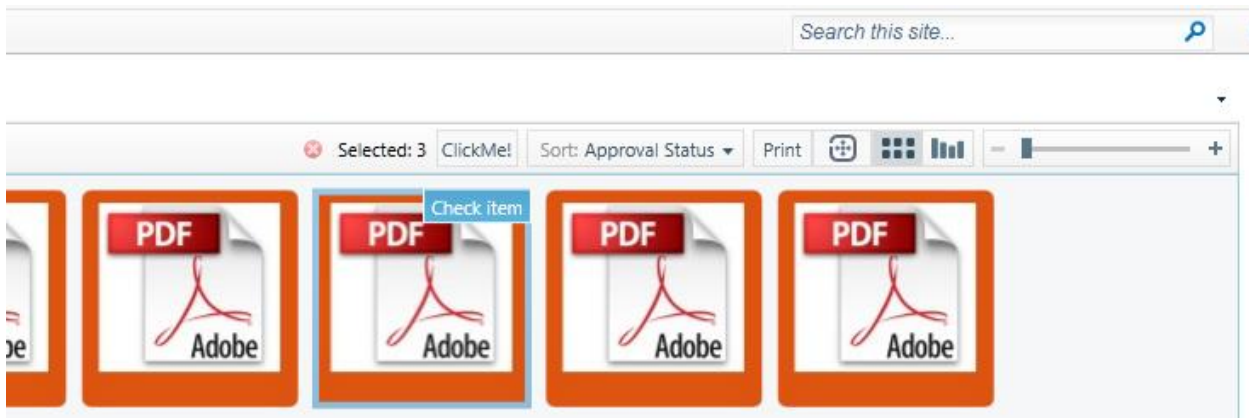 Search this site...
Selected: 3 ClickMe! Sort: Approval Status Print
Check item
PDF PDF PDF PDF
Adobe Adobe Adobe Adobe